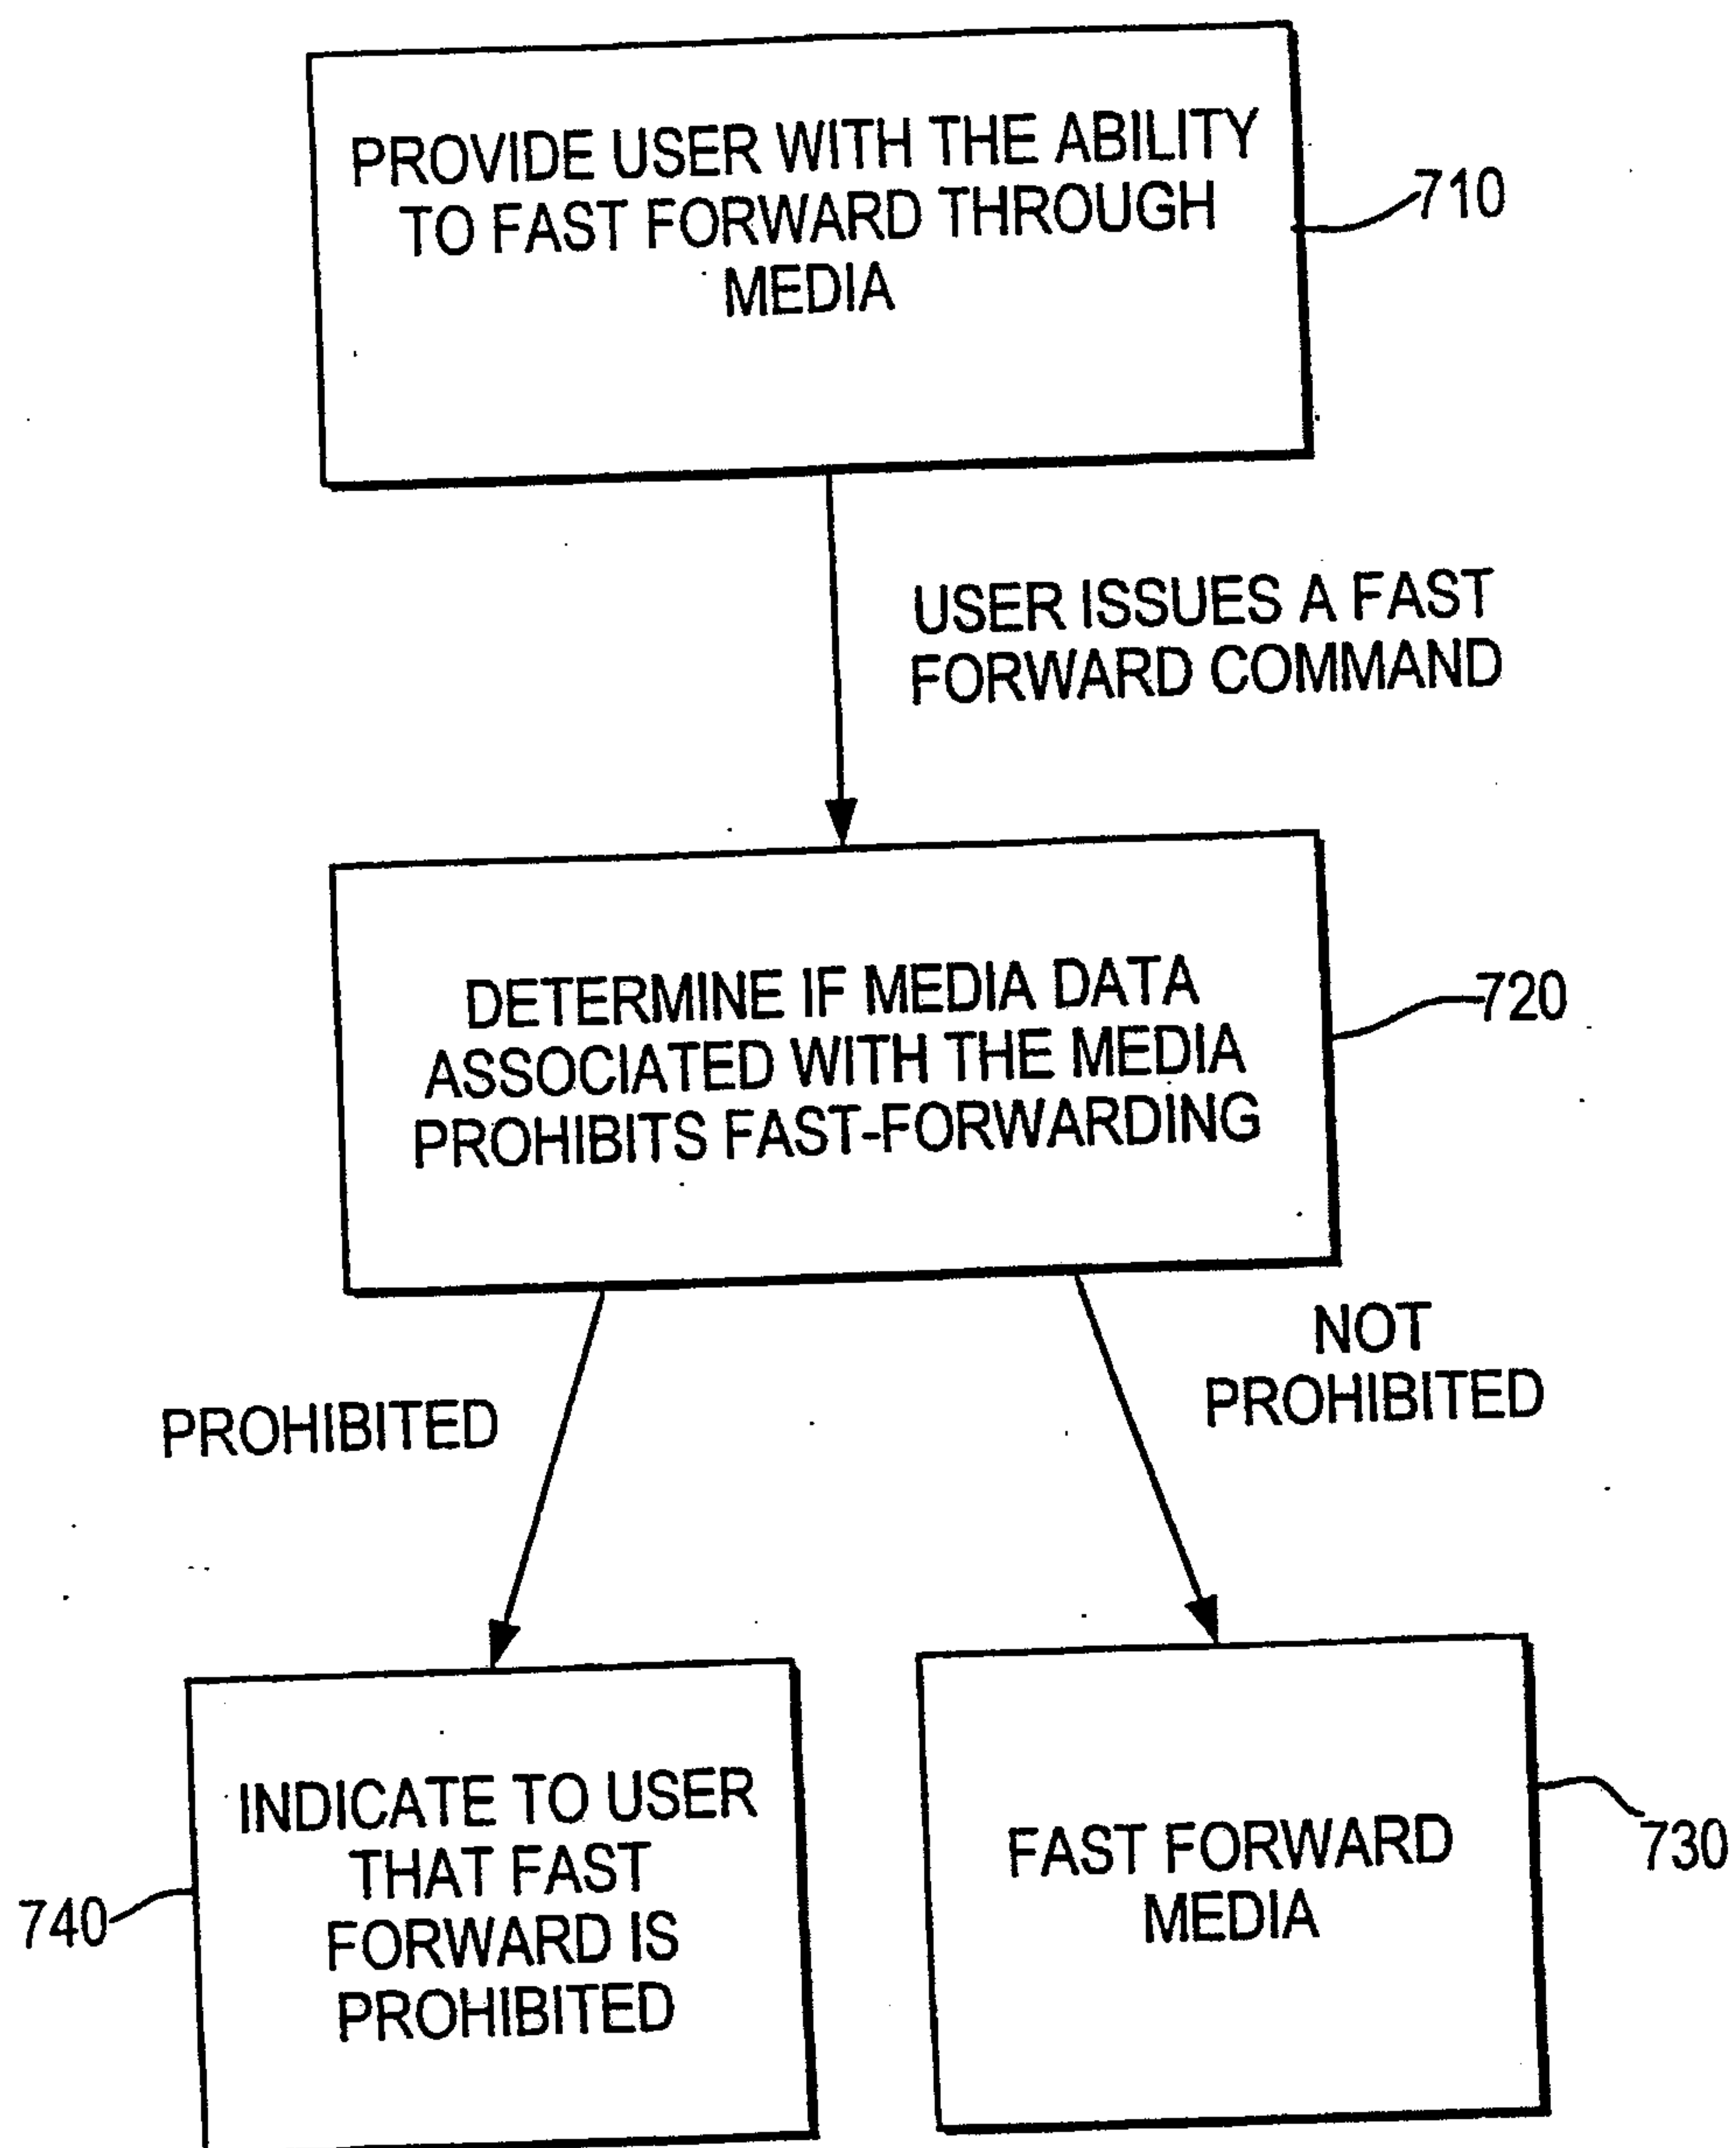 PROVIDE USER WITH THE ABILITY
TO FAST FORWARD THROUGH
MEDIA
710
USER ISSUES A FAST
FORWARD COMMAND
DETERMINE IF MEDIA DATA
ASSOCIATED WITH THE MEDIA
PROHIBITS FAST-FORWARDING
720
PROHIBITED
NOT
PROHIBITED
INDICATE TO USER
THAT FAST
FORWARD IS
PROHIBITED
740
FAST FORWARD
MEDIA
730